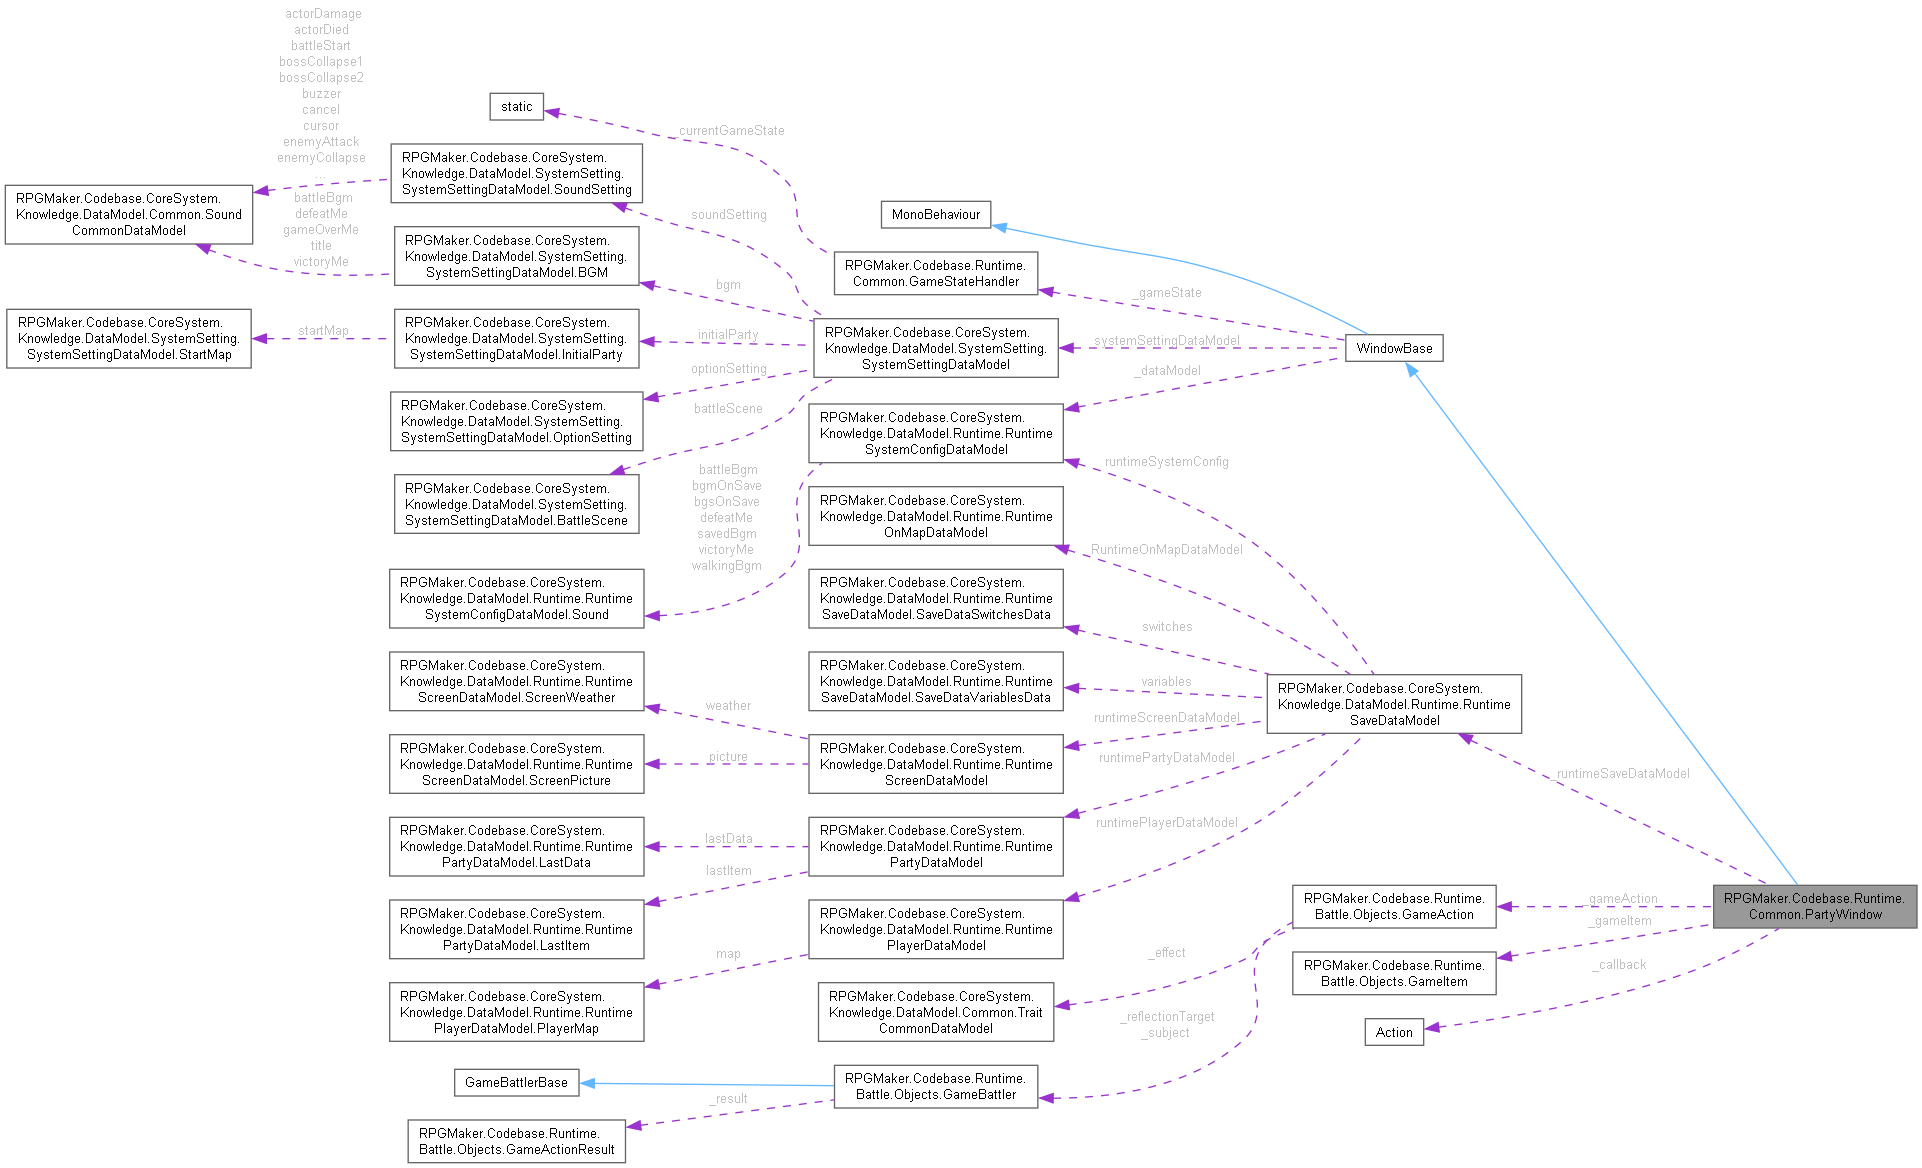 actorDamage
actorDied
battleStart
bossCollapse1
bossCollapse2
buzzer
cancel
cursor
enemyAttack
enemyCollapse
...
battleBgm
defeatMe
gameOverMe
title
victoryMe
RPGMaker.Codebase.CoreSystem.
Knowledge.DataModel.Common.Sound
CommonDataModel
RPGMaker.Codebase.CoreSystem.
Knowledge.DataModel.SystemSetting.
SystemSettingDataModel.StartMap
startMap
static
RPGMaker.Codebase.CoreSystem.
Knowledge.DataModel.SystemSetting.
SystemSettingDataModel.SoundSetting
RPGMaker.Codebase.CoreSystem.
Knowledge.DataModel.SystemSetting.
SystemSettingDataModel.BGM
RPGMaker.Codebase.CoreSystem.
Knowledge.DataModel.SystemSetting.
SystemSettingDataModel.InitialParty
RPGMaker.Codebase.CoreSystem.
Knowledge.DataModel.SystemSetting.
SystemSettingDataModel.OptionSetting
RPGMaker.Codebase.CoreSystem.
Knowledge.DataModel.SystemSetting.
SystemSettingDataModel.BattleScene
RPGMaker.Codebase.CoreSystem.
Knowledge.DataModel.Runtime.Runtime
SystemConfigDataModel.Sound
RPGMaker.Codebase.CoreSystem.
Knowledge.DataModel.Runtime.Runtime
ScreenDataModel.ScreenWeather
RPGMaker.Codebase.CoreSystem.
Knowledge.DataModel.Runtime.Runtime
ScreenDataModel.ScreenPicture
RPGMaker.Codebase.CoreSystem.
Knowledge.DataModel.Runtime.Runtime
PartyDataModel.LastData
RPGMaker.Codebase.CoreSystem.
Knowledge.DataModel.Runtime.Runtime
PartyDataModel.LastItem
RPGMaker.Codebase.CoreSystem.
Knowledge.DataModel.Runtime.Runtime
PlayerDataModel.PlayerMap
GameBattlerBase
RPGMaker.Codebase.Runtime.
Battle.Objects.GameActionResult
_currentGameState
soundSetting
bgm
initialParty
optionSetting
battleScene
battleBgm
bgmOnSave
bgsOnSave
defeatMe
savedBgm
victoryMe
walkingBgm
weather
picture
lastData
lastItem
map
_result
MonoBehaviour
RPGMaker.Codebase.Runtime.
Common.GameStateHandler
RPGMaker.Codebase.CoreSystem.
Knowledge.DataModel.SystemSetting.
SystemSettingDataModel
RPGMaker.Codebase.CoreSystem.
Knowledge.DataModel.Runtime.Runtime
SystemConfigDataModel
RPGMaker.Codebase.CoreSystem.
Knowledge.DataModel.Runtime.Runtime
OnMapDataModel
RPGMaker.Codebase.CoreSystem.
Knowledge.DataModel.Runtime.Runtime
SaveDataModel.SaveDataSwitchesData
RPGMaker.Codebase.CoreSystem.
Knowledge.DataModel.Runtime.Runtime
SaveDataModel.SaveDataVariablesData
RPGMaker.Codebase.CoreSystem.
Knowledge.DataModel.Runtime.Runtime
ScreenDataModel
RPGMaker.Codebase.CoreSystem.
Knowledge.DataModel.Runtime.Runtime
PartyDataModel
RPGMaker.Codebase.CoreSystem.
Knowledge.DataModel.Runtime.Runtime
PlayerDataModel
RPGMaker.Codebase.CoreSystem.
Knowledge.DataModel.Common.Trait
CommonDataModel
RPGMaker.Codebase.Runtime.
Battle.Objects.GameBattler
_gameState
systemSettingDataModel
_dataModel
runtimeSystemConfig
RuntimeOnMapDataModel
switches
variables
runtimeScreenDataModel
runtimePartyDataModel
runtimePlayerDataModel
_effect
_reflectionTarget
_subject
WindowBase
RPGMaker.Codebase.CoreSystem.
Knowledge.DataModel.Runtime.Runtime
SaveDataModel
RPGMaker.Codebase.Runtime.
Battle.Objects.GameAction
RPGMaker.Codebase.Runtime.
Battle.Objects.GameItem
Action
_runtimeSaveDataModel
_gameAction
_gameItem
_callback
RPGMaker.Codebase.Runtime.
Common.PartyWindow